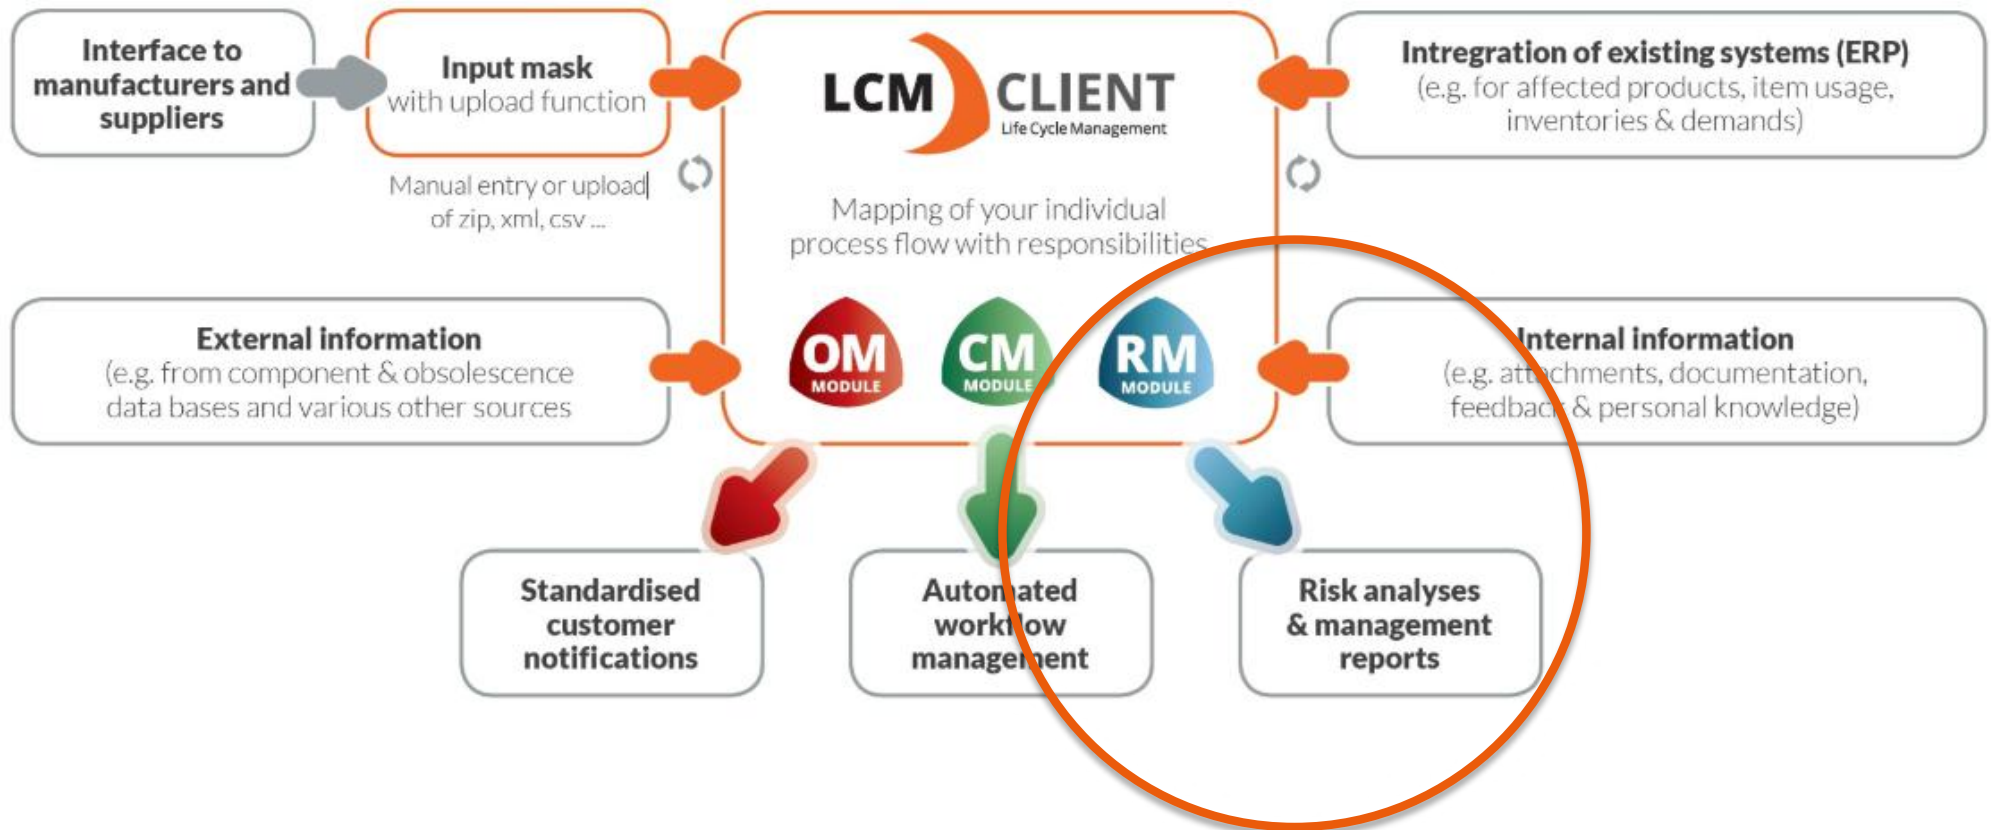 Interface to
manufacturers and
suppliers
Input mask
with upload function
Manual entry or upload
of zip, xml, csv ...
LCM CLIENT
Life Cycle Management
Mapping of your individual
process flow with responsibilities
Intregration of existing systems (ERP)
(e.g. for affected products, item usage,
inventories & demands)
External information
(e.g. from component & obsolescence
data bases and various other sources
OM
MODULE
CM
MODULE
RM
MODULE
Internal information
(e.g. attachments, documentation,
feedback & personal knowledge)
Standardised
customer
notifications
Automated
workflow
management
Risk analyses
& management
reports